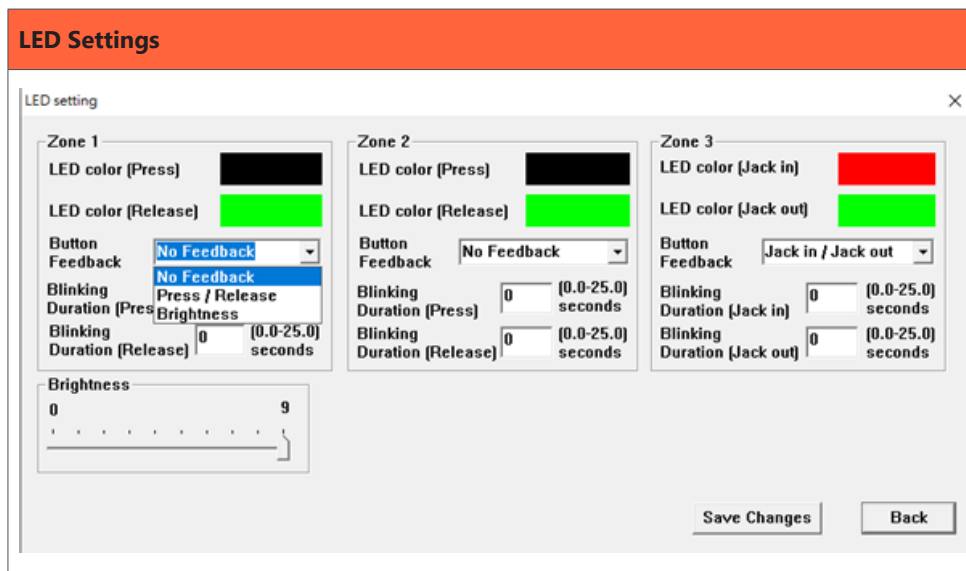 LED Settings
LED setting
Zone 1
LED color (Press)
LED color (Release)
Button
Feedback
No Feedback
No Feedback
Press / Release
Brightness
Blinking
Duration (Pres
Blinking
Duration (Release)
0
(0.0-25.0)
seconds
Zone 2
LED color (Press)
LED color (Release)
Button
Feedback
No Feedback
Blinking
Duration (Press)
0
(0.0-25.0)
seconds
Blinking
Duration (Release)
0
(0.0-25.0)
seconds
Zone 3
LED color (Jack in)
LED color (Jack out)
Button
Feedback
Jack in / Jack out
Blinking
Duration (Jack in)
0
(0.0-25.0)
seconds
Blinking
Duration (Jack out)
0
(0.0-25.0)
seconds
Brightness
0
9
Save Changes
Back